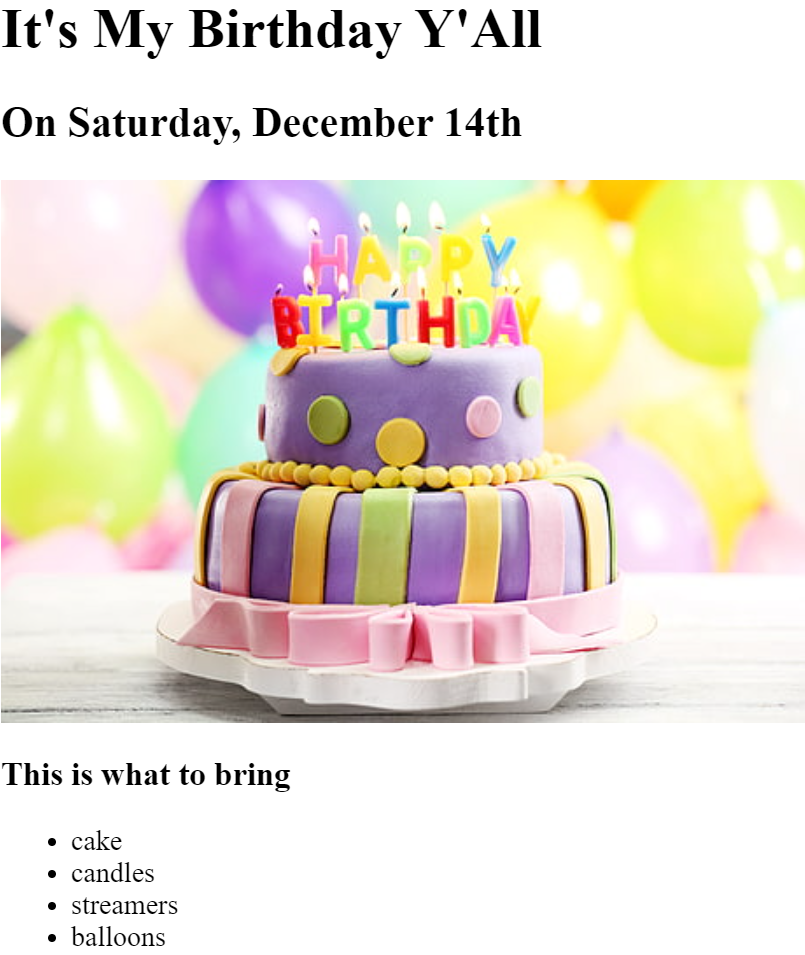 It's My Birthday Y'All
On Saturday, December 14th
HAPPY
BIRTHDAY
This is what to bring
cake
candles
streamers
balloons